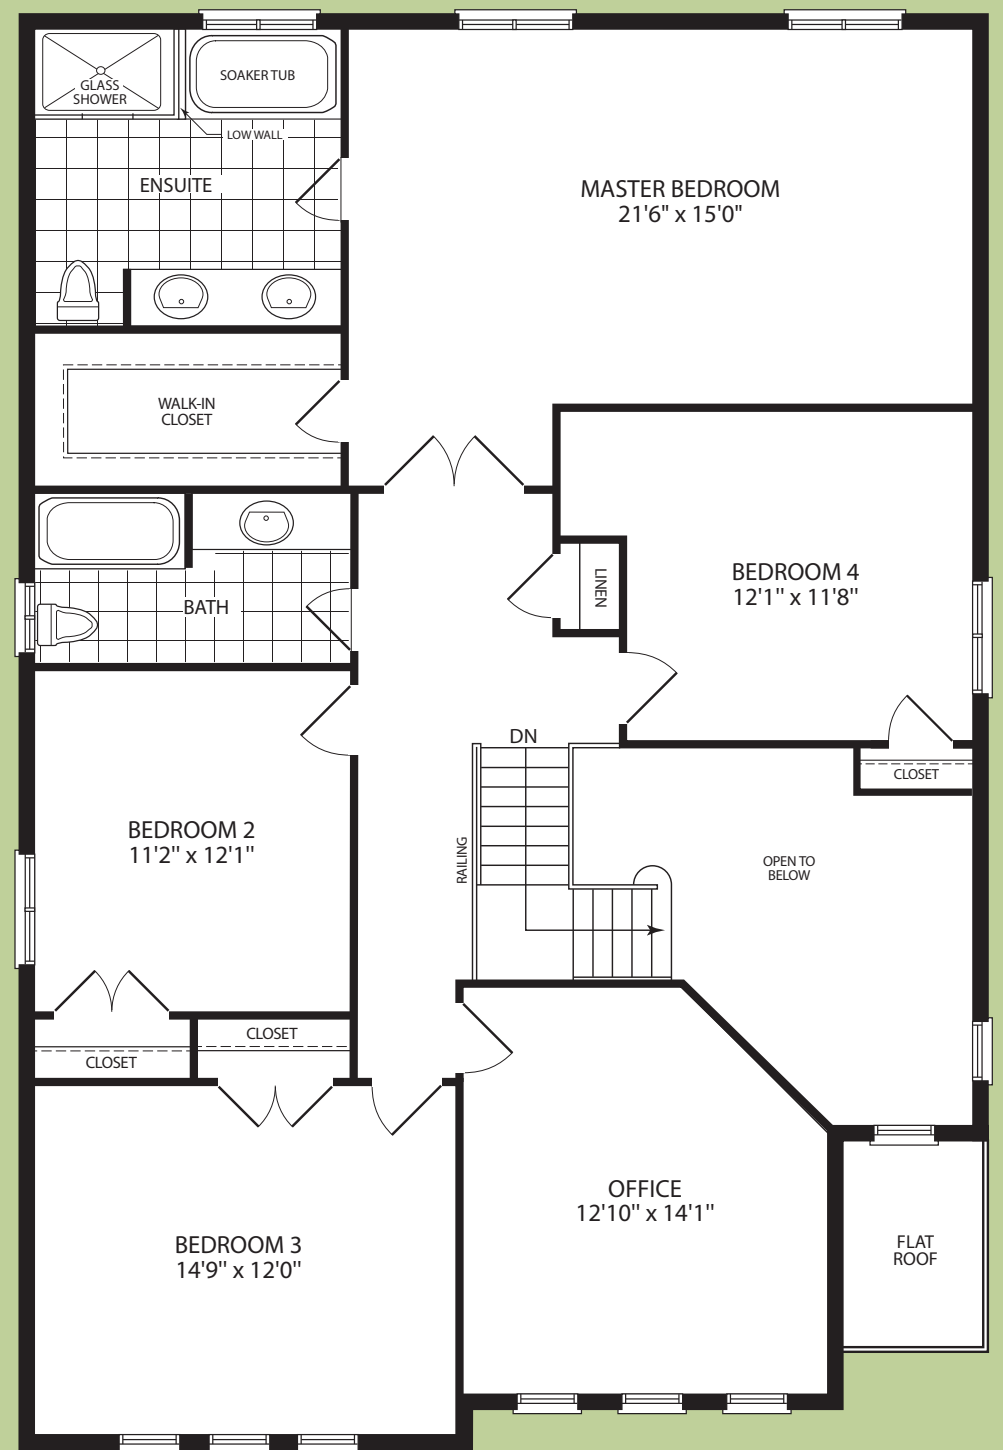 GLASS
SHOWER
SOAKER TUB
LOW WALL
ENSUITE
MASTER BEDROOM
21'6" x 15'0"
WALK-IN
CLOSET
BATH
LINEN
BEDROOM 4
12'1" x 11'8"
CLOSET
DN
RAILING
BEDROOM 2
11'2" x 12'1"
OPEN TO
BELOW
CLOSET
CLOSET
BEDROOM 3
14'9" x 12'0"
OFFICE
12'10" x 14'1"
FLAT
ROOF